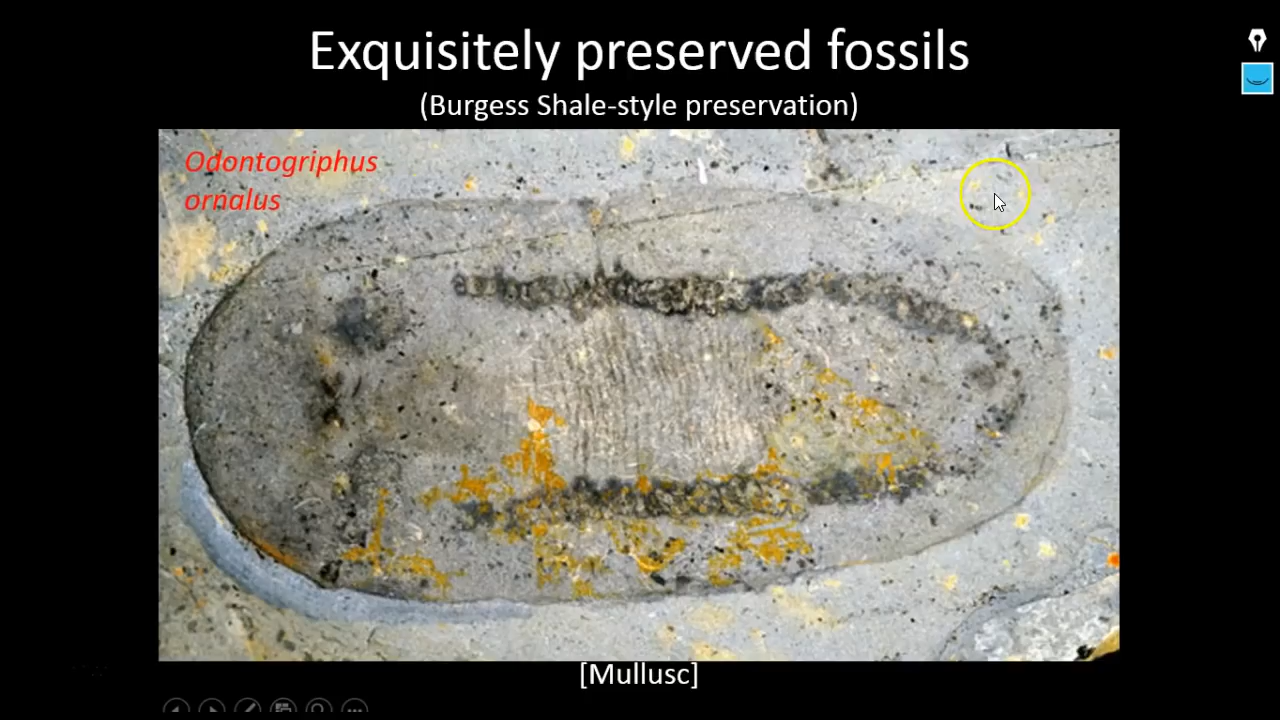 Exquisitely preserved fossils
(Burgess Shale-style preservation)
Odontogriphus
ornalus
[Mullusc]